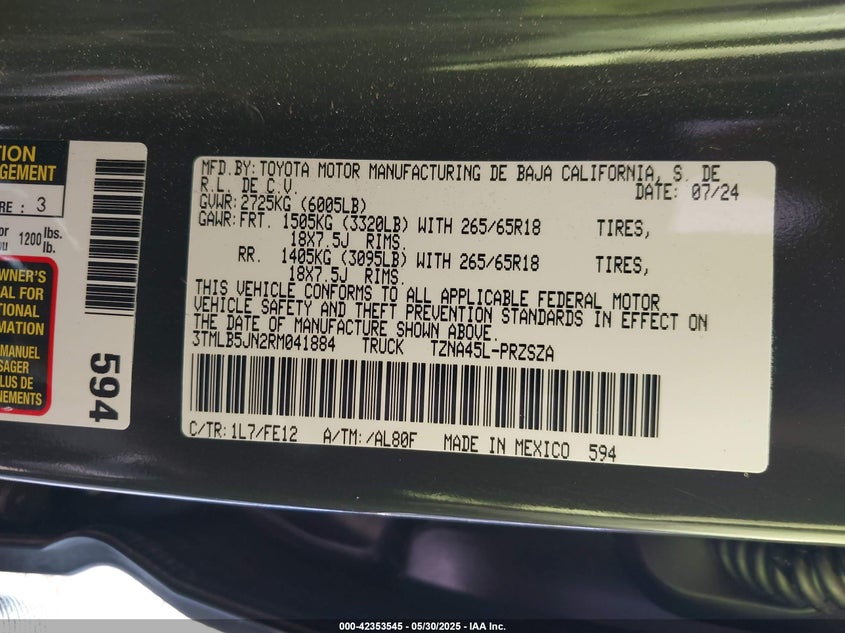 TION
GEMENT
RE : 3
or
1200 lbs.
lb.
OWNER'S
AL FOR
TIONAL
RMATION
MANUEL
SAGER
PLUS DE
NEMENTS
594
MFD.BY: TOYOTA MOTOR MANUFACTURING DE BAJA CALIFORNIA, S. DE
R.L. DE C.V.
DATE: 07/24
GVWR: 2725KG (6005LB)
GAWR: FRT. 1505KG (3320LB) WITH 265/65R18 TIRES,
18X7.5J RIMS.
RR. 1405KG (3095LB) WITH 265/65R18 TIRES,
18X7.5J RIMS.
THIS VEHICLE CONFORMS TO ALL APPLICABLE FEDERAL MOTOR
VEHICLE SAFETY AND THEFT PREVENTION STANDARDS IN EFFECT ON
THE DATE OF MANUFACTURE SHOWN ABOVE.
3TMLB5JN2RM041884 TRUCK TZNA45L-PRZSZA
C/TR: 1L7/FE12 A/TM: /AL80F MADE IN MEXICO 594
000-42353545 - 05/30/2025 - IAA Inc.